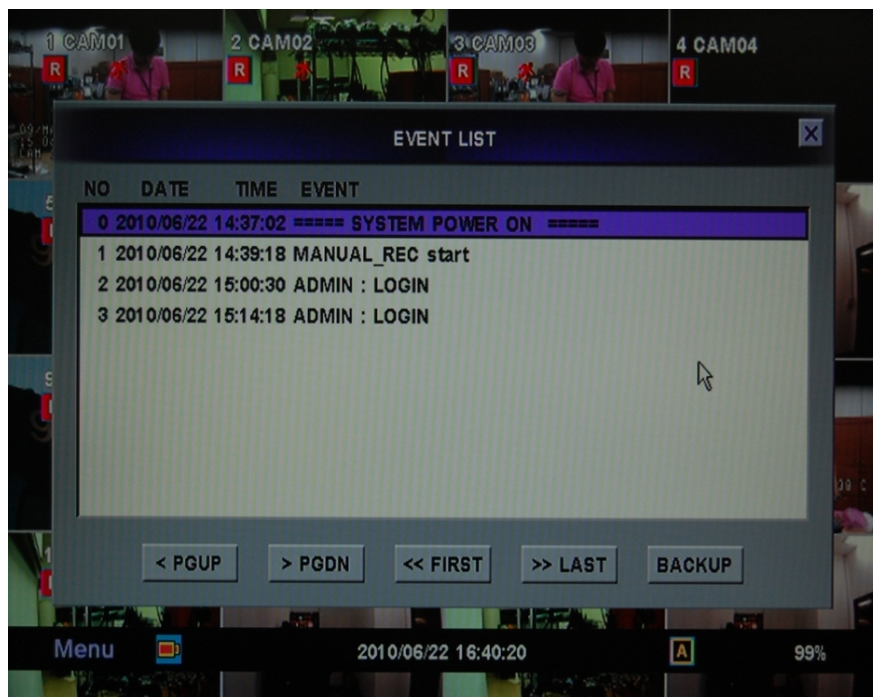 1 CAM01
2 CAM02
3 CAM03
4 CAM04
R
R
R
R
EVENT LIST
X
NO DATE TIME EVENT
0 2010/06/22 14:37:02 ===== SYSTEM POWER ON =====
1 2010/06/22 14:39:18 MANUAL_REC start
2 2010/06/22 15:00:30 ADMIN : LOGIN
3 2010/06/22 15:14:18 ADMIN : LOGIN
< PGUP
> PGDN
<< FIRST
>> LAST
BACKUP
Menu
2010/06/22 16:40:20
A
99%